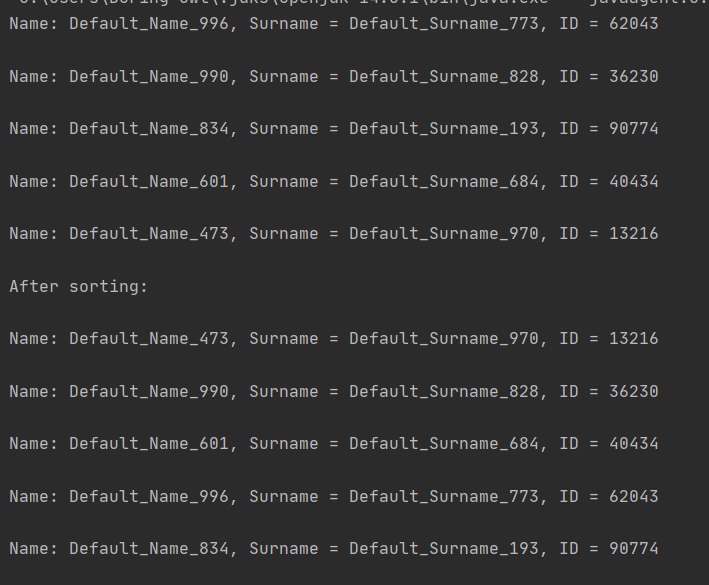 Name: Default_Name_996, Surname = Default_Surname_773, ID = 62043
Name: Default_Name_990, Surname = Default_Surname_828, ID = 36230
Name: Default_Name_834, Surname = Default_Surname_193, ID = 90774
Name: Default_Name_601, Surname = Default_Surname_684, ID = 40434
Name: Default_Name_473, Surname = Default_Surname_970, ID = 13216
After sorting:
Name: Default_Name_473, Surname = Default_Surname_970, ID = 13216
Name: Default_Name_990, Surname = Default_Surname_828, ID = 36230
Name: Default_Name_601, Surname = Default_Surname_684, ID = 40434
Name: Default_Name_996, Surname = Default_Surname_773, ID = 62043
Name: Default_Name_834, Surname = Default_Surname_193, ID = 90774